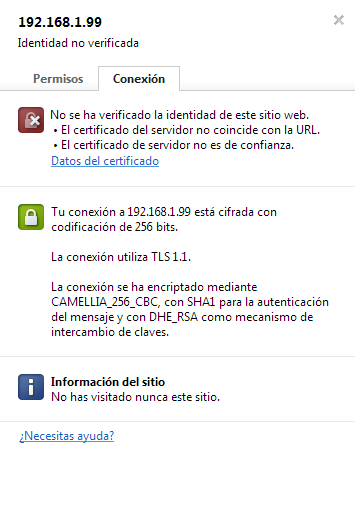 192.168.1.99
Identidad no verificada
Permisos
Conexión
No se ha verificado la identidad de este sitio web.
• El certificado del servidor no coincide con la URL.
• El certificado de servidor no es de confianza.
Datos del certificado
Tu conexión a 192.168.1.99 está cifrada con
codificación de 256 bits.
La conexión utiliza TLS 1.1.
La conexión se ha encriptado mediante
CAMELLIA_256_CBC, con SHA1 para la autenticación
del mensaje y con DHE_RSA como mecanismo de
intercambio de claves.
Información del sitio
No has visitado nunca este sitio.
¿Necesitas ayuda?